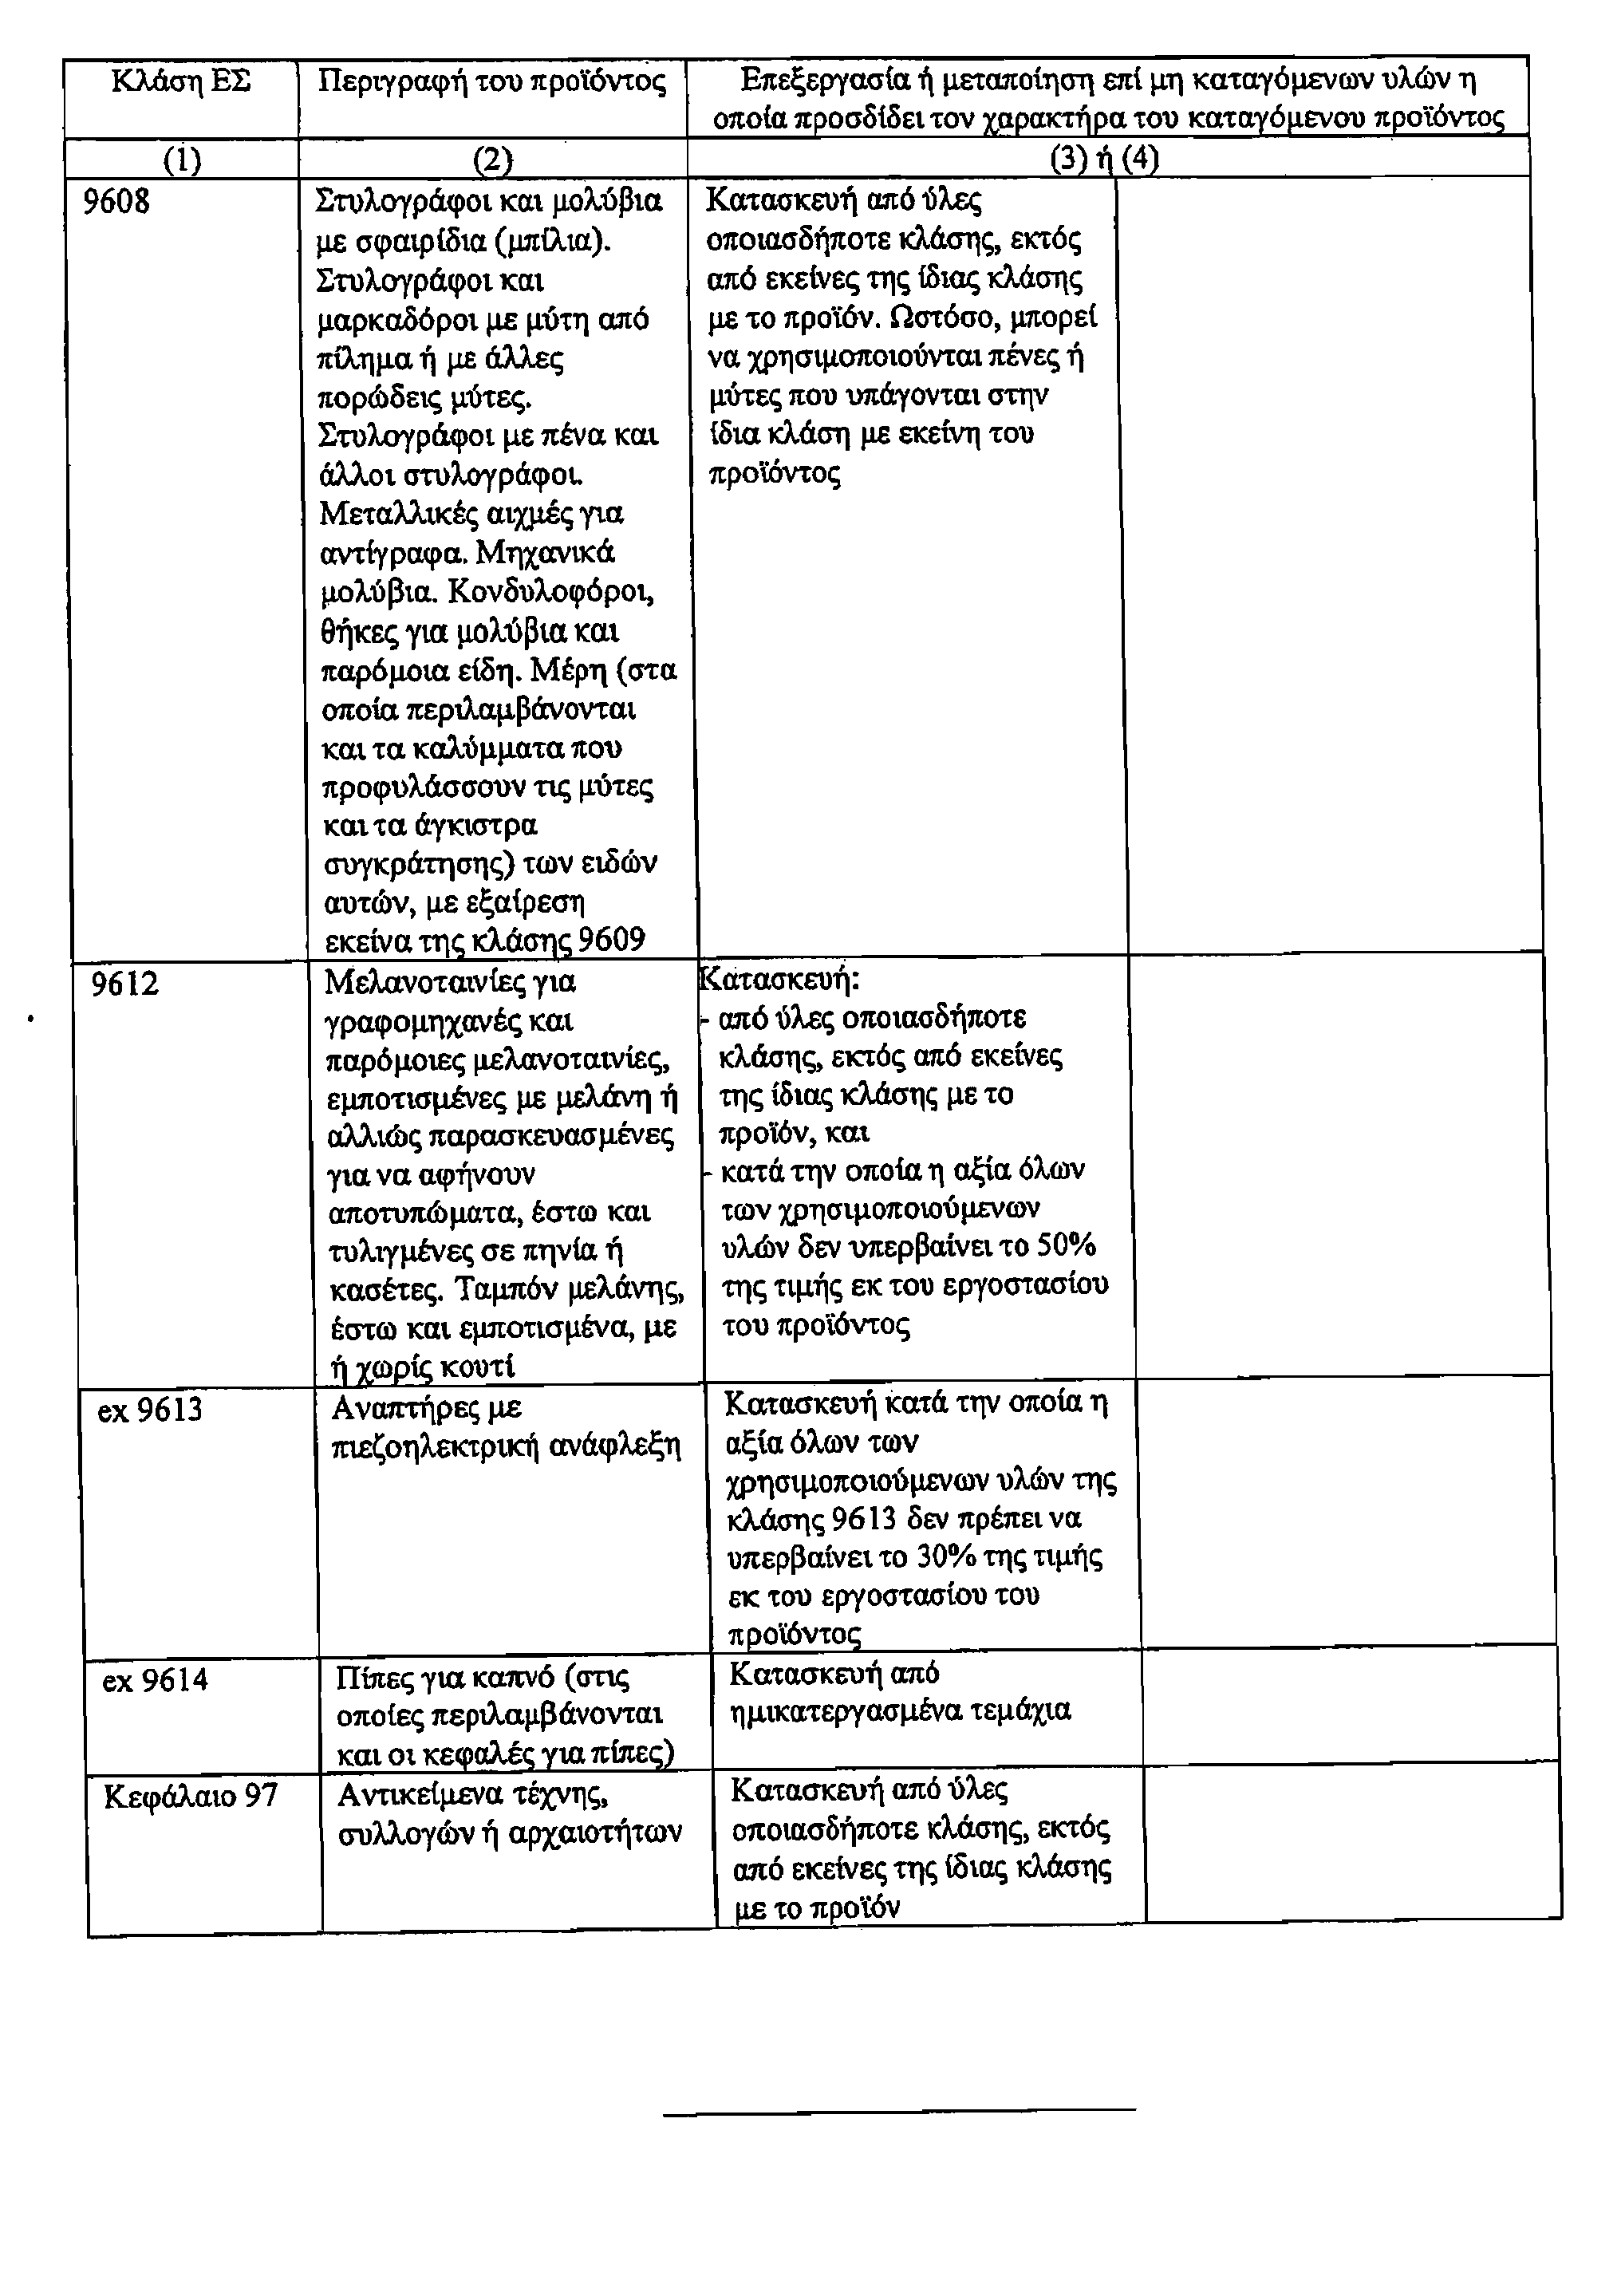 Κλάση ΕΣ
Περιγραφή του προϊόντος
Επεξεργασία ή μεταποίηση επί μη καταγόμενων υλών η
οποία προσδίδει τον χαρακτήρα του καταγόμενου προϊόντος
(1)
(2)
(3) ή (4)
9608
Στυλογράφοι και μολύβια
με σφαιρίδια (μπίλια).
Στυλογράφοι και
μαρκαδόροι με μύτη από
πίλημα ή με άλλες
πορώδεις μύτες.
Στυλογράφοι με πένα και
άλλοι στυλογράφοι.
Μεταλλικές αιχμές για
αντίγραφα. Μηχανικά
μολύβια. Κονδυλοφόροι,
θήκες για μολύβια και
παρόμοια είδη. Μέρη (στα
οποία περιλαμβάνονται
και τα καλύμματα που
προφυλάσσουν τις μύτες
και τα άγκιστρα
συγκράτησης) των ειδών
αυτών, με εξαίρεση
εκείνα της κλάσης 9609
Κατασκευή από ύλες
οποιασδήποτε κλάσης, εκτός
από εκείνες της ίδιας κλάσης
με το προϊόν. Ωστόσο, μπορεί
να χρησιμοποιούνται πένες ή
μύτες που υπάγονται στην
ίδια κλάση με εκείνη του
προϊόντος
9612
Μελανοταινίες για
γραφομηχανές και
παρόμοιες μελανοταινίες,
εμποτισμένες με μελάνη ή
αλλιώς παρασκευασμένες
για να αφήνουν
αποτυπώματα, έστω και
τυλιγμένες σε πηνία ή
κασέτες. Ταμπόν μελάνης,
έστω και εμποτισμένα, με
ή χωρίς κουτί
Κατασκευή:
- από ύλες οποιασδήποτε
κλάσης, εκτός από εκείνες
της ίδιας κλάσης με το
προϊόν, και
- κατά την οποία η αξία όλων
των χρησιμοποιούμενων
υλών δεν υπερβαίνει το 50%
της τιμής εκ του εργοστασίου
του προϊόντος
ex 9613
Αναπτήρες με
πιεζοηλεκτρική ανάφλεξη
Κατασκευή κατά την οποία η
αξία όλων των
χρησιμοποιούμενων υλών της
κλάσης 9613 δεν πρέπει να
υπερβαίνει το 30% της τιμής
εκ του εργοστασίου του
προϊόντος
ex 9614
Πίπες για καπνό (στις
οποίες περιλαμβάνονται
και οι κεφαλές για πίπες)
Κατασκευή από
ημικατεργασμένα τεμάχια
Κεφάλαιο 97
Αντικείμενα τέχνης,
συλλογών ή αρχαιοτήτων
Κατασκευή από ύλες
οποιασδήποτε κλάσης, εκτός
από εκείνες της ίδιας κλάσης
με το προϊόν